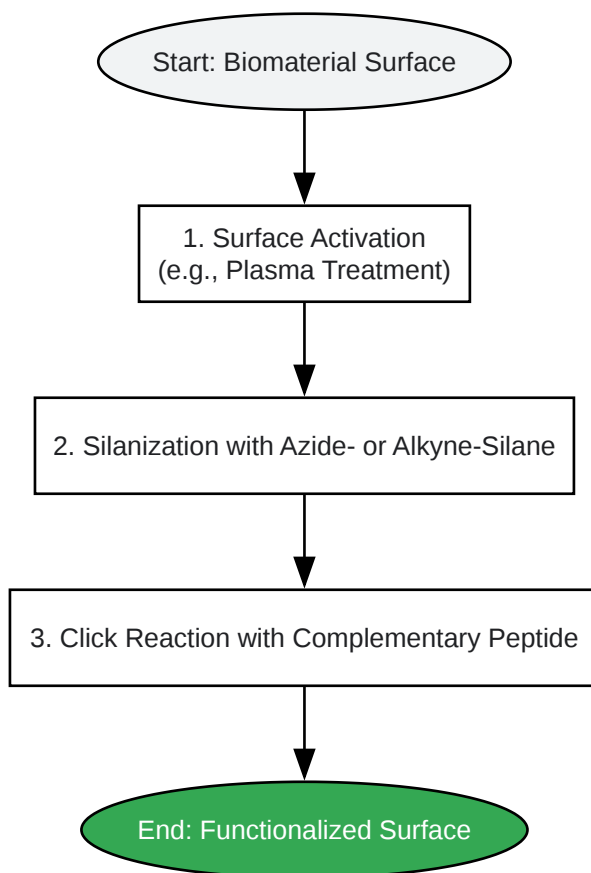 Start: Biomaterial Surface
1. Surface Activation
(e.g., Plasma Treatment)
2. Silanization with Azide- or Alkyne-Silane
3. Click Reaction with Complementary Peptide
End: Functionalized Surface